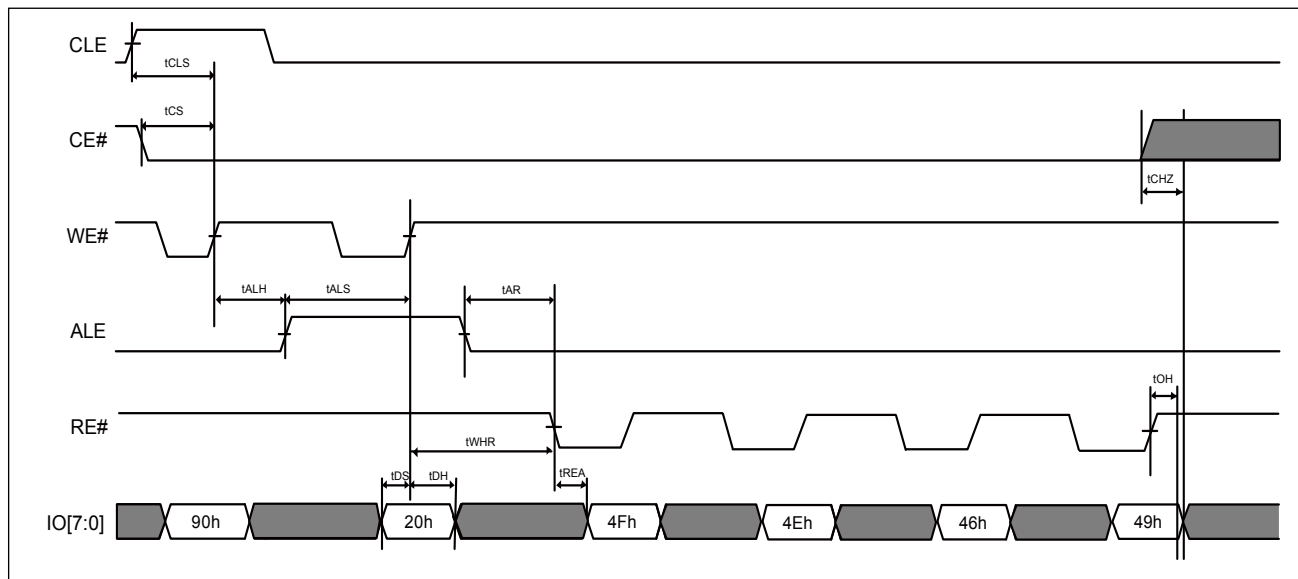 CLE
tCLS
tCS
CE#
tCHZ
WE#
tALH tALS tAR
ALE
tOH
RE#
tWHR
tDS tDH tREA
IO[7:0] 90h 20h 4Fh 4Eh 46h 49h